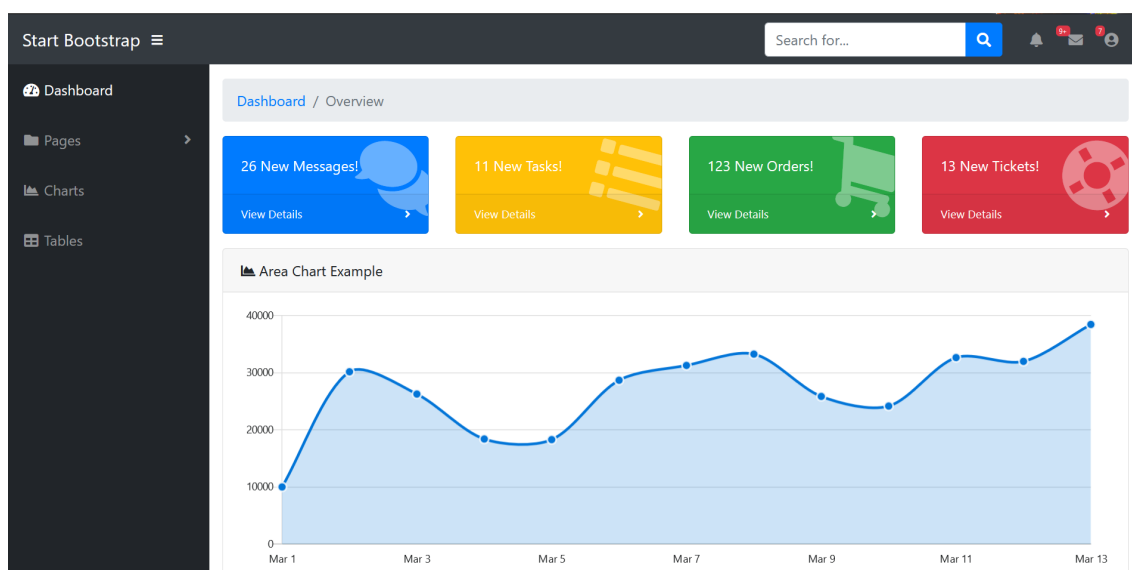 Start Bootstrap
Search for...
9+
7
Dashboard
Pages
Charts
Tables
Dashboard / Overview
26 New Messages!
View Details
11 New Tasks!
View Details
123 New Orders!
View Details
13 New Tickets!
View Details
Area Chart Example
40000
30000
20000
10000
0
Mar 1 Mar 3 Mar 5 Mar 7 Mar 9 Mar 11 Mar 13